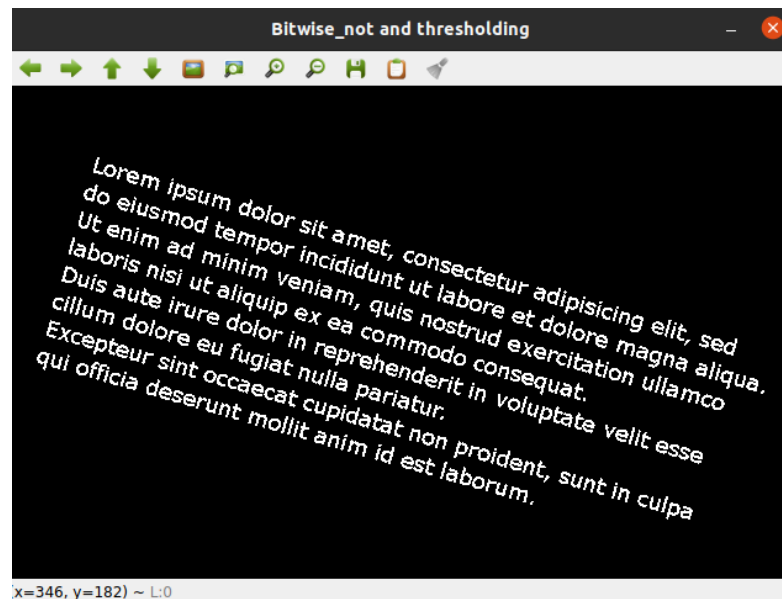 Bitwise_not and thresholding
Lorem ipsum dolor sit amet, consectetur adipisicing elit, sed
do eiusmod tempor incididunt ut labore et dolore magna aliqua.
Ut enim ad minim veniam, quis nostrud exercitation ullamco
laboris nisi ut aliquip ex ea commodo consequat.
Duis aute irure dolor in reprehenderit in voluptate velit esse
cillum dolore eu fugiat nulla pariatur.
Excepteur sint occaecat cupidatat non proident, sunt in culpa
qui officia deserunt mollit anim id est laborum.
(x=346, y=182) ~ L:0